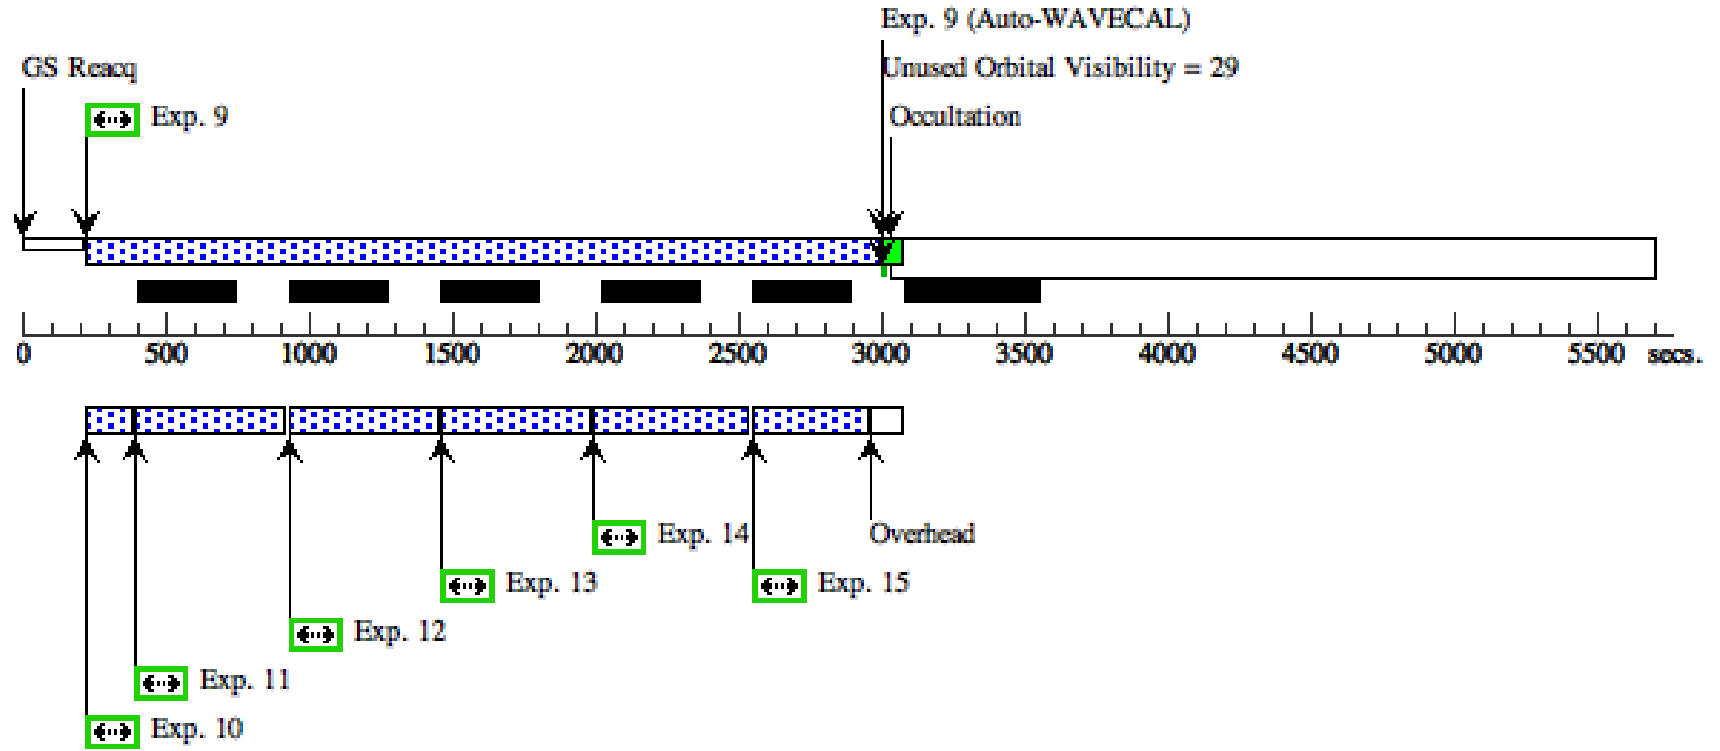 Exp. 9 (Auto-WAVECAL)
GS Reacq
Unused Orbital Visibility = 29
Exp. 9
Occultation
0 500 1000 1500 2000 2500 3000 3500 4000 4500 5000 5500 secs.
Exp. 14
Overhead
Exp. 13
Exp. 15
Exp. 12
Exp. 11
Exp. 10